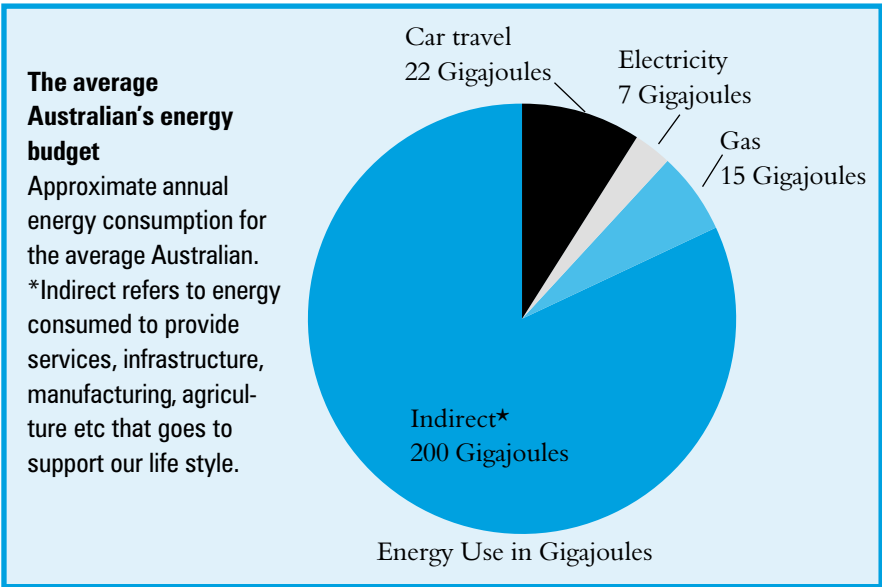 The average
Australian's energy
budget
Approximate annual
energy consumption for
the average Australian.
*Indirect refers to energy
consumed to provide
services, infrastructure,
manufacturing, agricul-
ture etc that goes to
support our life style.
Car travel
22 Gigajoules
Electricity
7 Gigajoules
Gas
15 Gigajoules
Indirect★
200 Gigajoules
Energy Use in Gigajoules